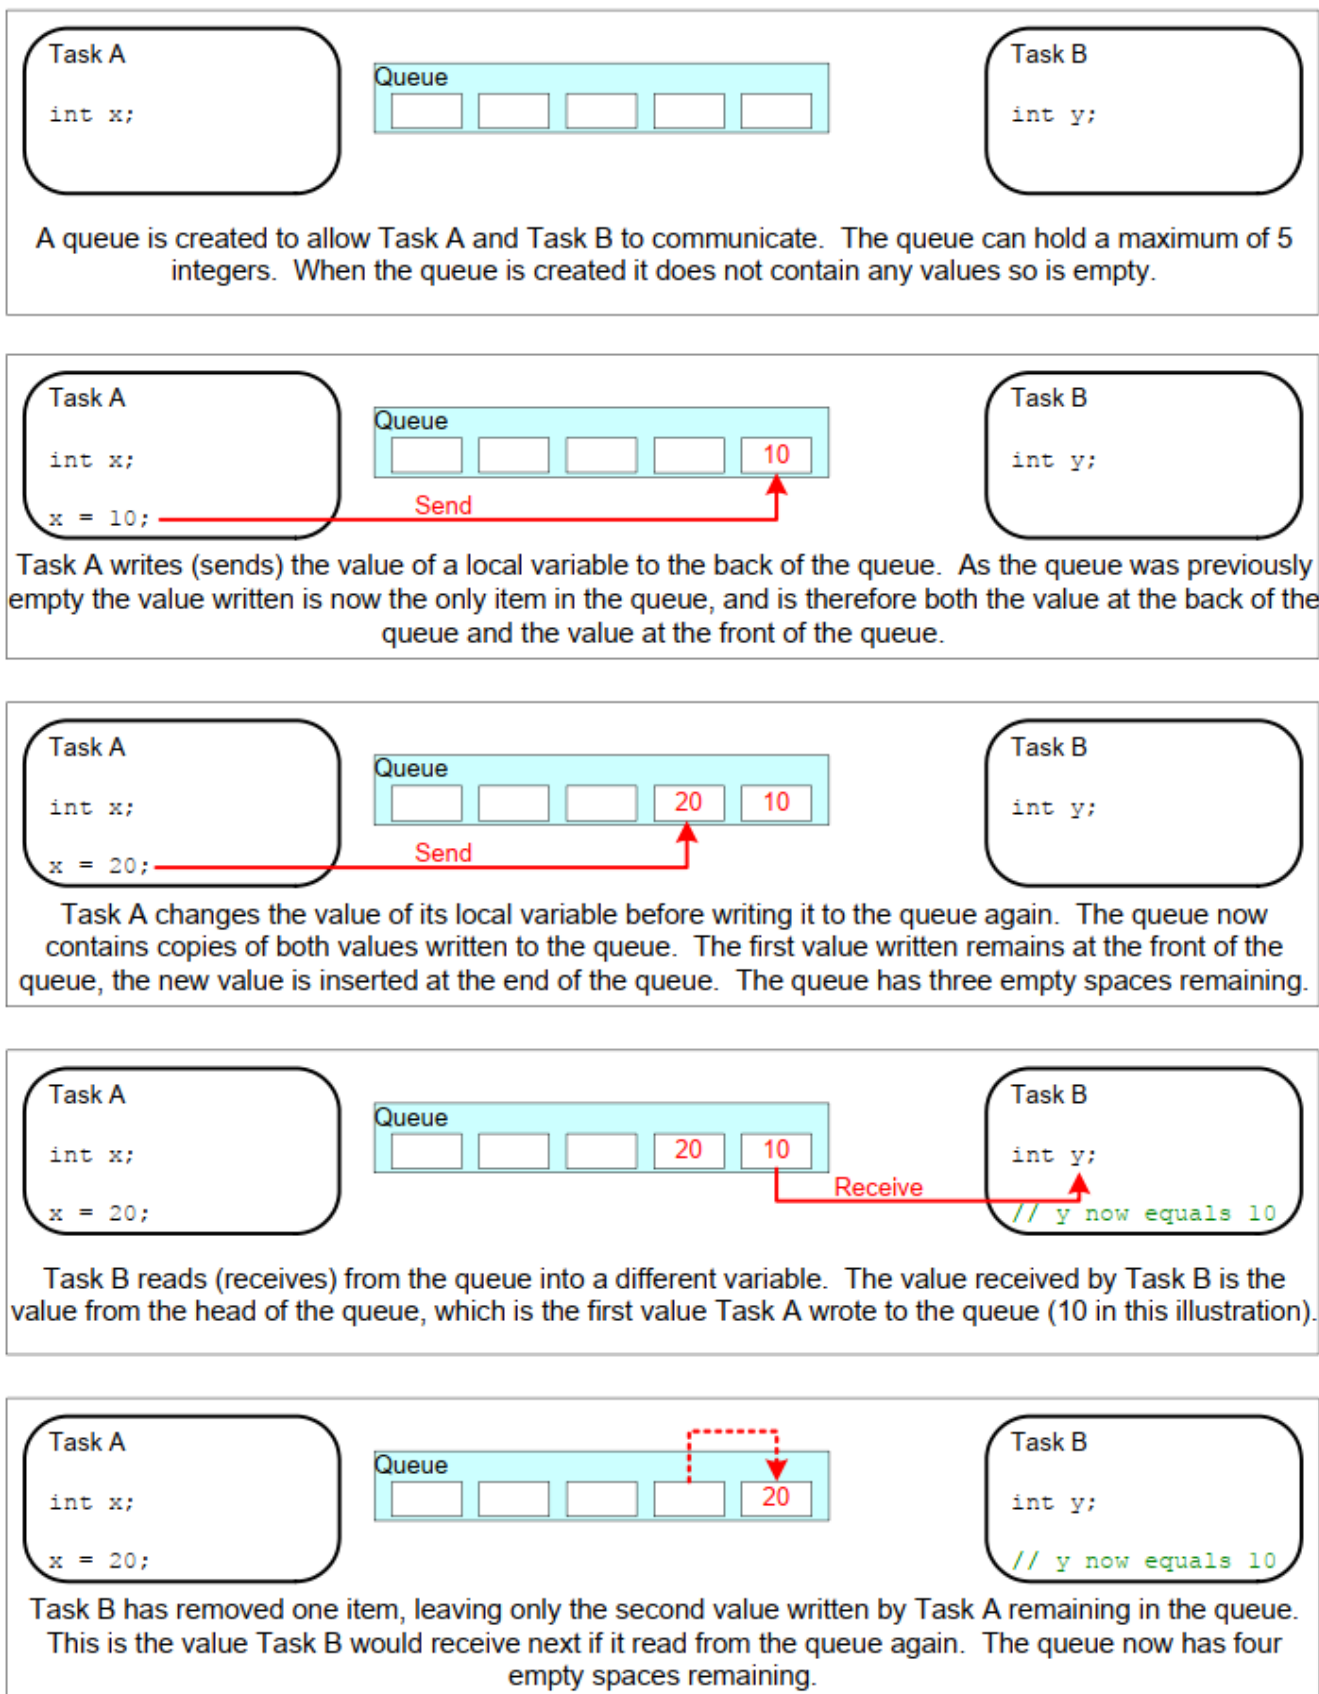 Task A
Queue
Task B
int x;
int y;
A queue is created to allow Task A and Task B to communicate.  The queue can hold a maximum of 5
integers.  When the queue is created it does not contain any values so is empty.
Task A
Queue
Task B
int x;
10
int y;
x = 10;
Send
Task A writes (sends) the value of a local variable to the back of the queue.  As the queue was previously
empty the value written is now the only item in the queue, and is therefore both the value at the back of the
queue and the value at the front of the queue.
Task A
Queue
Task B
int x;
20 10
int y;
x = 20;
Send
Task A changes the value of its local variable before writing it to the queue again.  The queue now
contains copies of both values written to the queue.  The first value written remains at the front of the
queue, the new value is inserted at the end of the queue.  The queue has three empty spaces remaining.
Task A
Queue
Task B
int x;
20 10
int y;
x = 20;
Receive
// y now equals 10
Task B reads (receives) from the queue into a different variable.  The value received by Task B is the
value from the head of the queue, which is the first value Task A wrote to the queue (10 in this illustration).
Task A
Queue
Task B
int x;
20
int y;
x = 20;
// y now equals 10
Task B has removed one item, leaving only the second value written by Task A remaining in the queue.
This is the value Task B would receive next if it read from the queue again.  The queue now has four
empty spaces remaining.